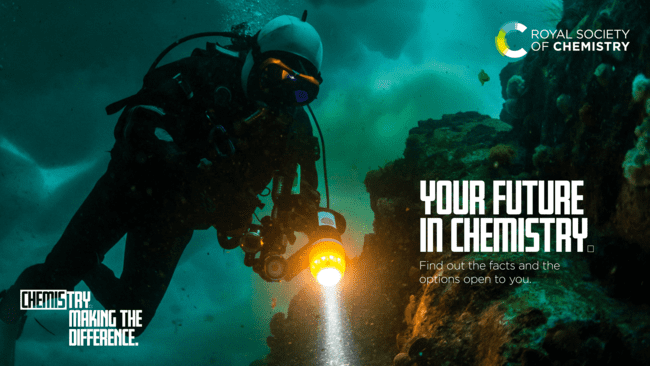 ROYAL SOCIETY
OF CHEMISTRY
YOUR FUTURE
IN CHEMISTRY
Find out the facts and the
options open to you.
CHEMISTRY
MAKING THE
DIFFERENCE.